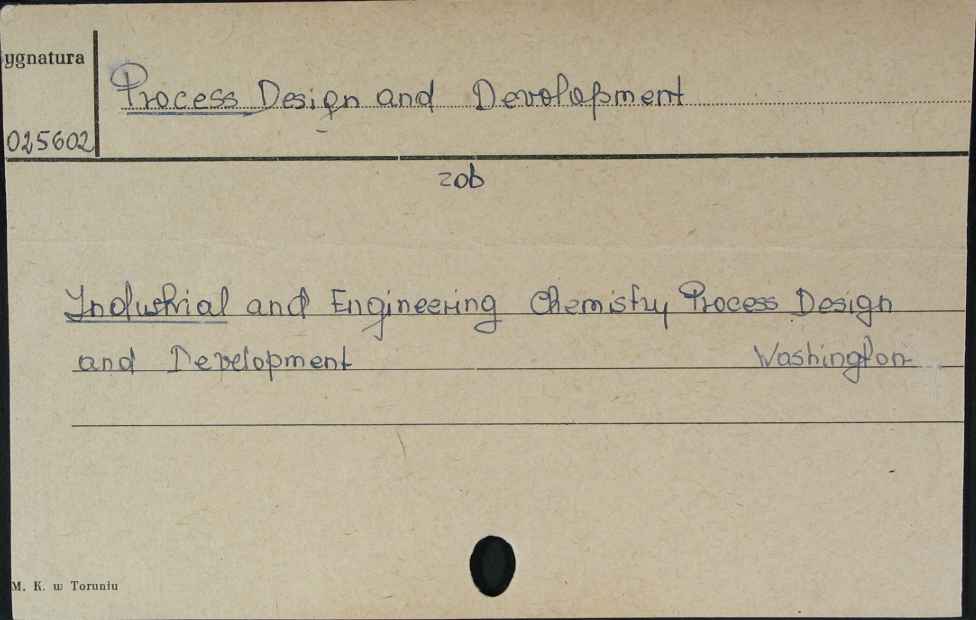 ygnatura
Process Design and Development
025602
zob
Industrial and Engineering Chemistry Process Design
and Development Washington
M. K. w Toruniu